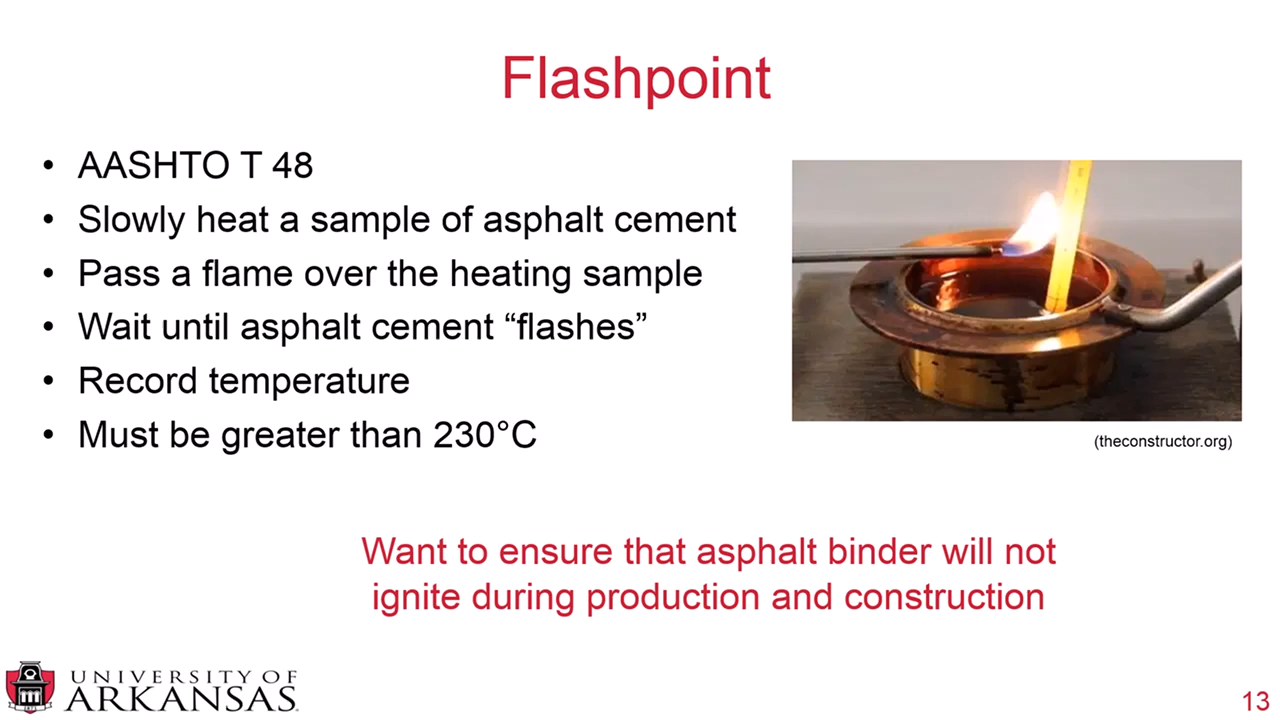 Flashpoint
• AASHTO T 48
• Slowly heat a sample of asphalt cement
• Pass a flame over the heating sample
• Wait until asphalt cement “flashes”
• Record temperature
• Must be greater than 230°C
(theconstructor.org)
Want to ensure that asphalt binder will not
ignite during production and construction
UNIVERSITY OF
ARKANSAS
13